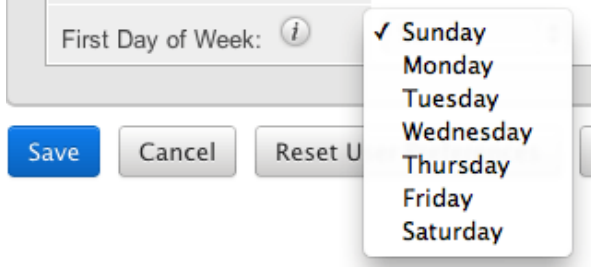 First Day of Week: i
✓ Sunday
Monday
Tuesday
Wednesday
Thursday
Friday
Saturday
Save
Cancel
Reset U